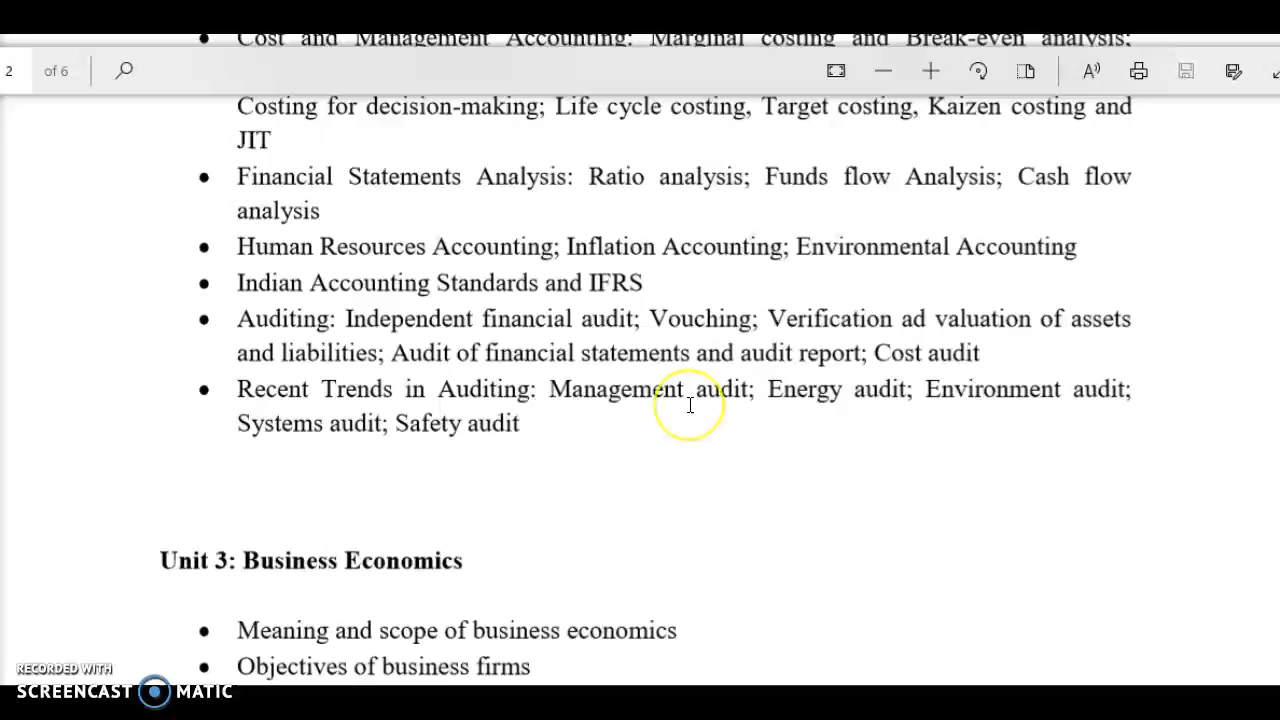 • Cost and Management Accounting: Marginal costing and Break-even analysis;
2 of 6
Costing for decision-making; Life cycle costing, Target costing, Kaizen costing and
JIT
• Financial Statements Analysis: Ratio analysis; Funds flow Analysis; Cash flow
analysis
• Human Resources Accounting; Inflation Accounting; Environmental Accounting
• Indian Accounting Standards and IFRS
• Auditing: Independent financial audit; Vouching; Verification ad valuation of assets
and liabilities; Audit of financial statements and audit report; Cost audit
• Recent Trends in Auditing: Management audit; Energy audit; Environment audit;
Systems audit; Safety audit
Unit 3: Business Economics
• Meaning and scope of business economics
• Objectives of business firms
RECORDED WITH
SCREENCAST MATIC